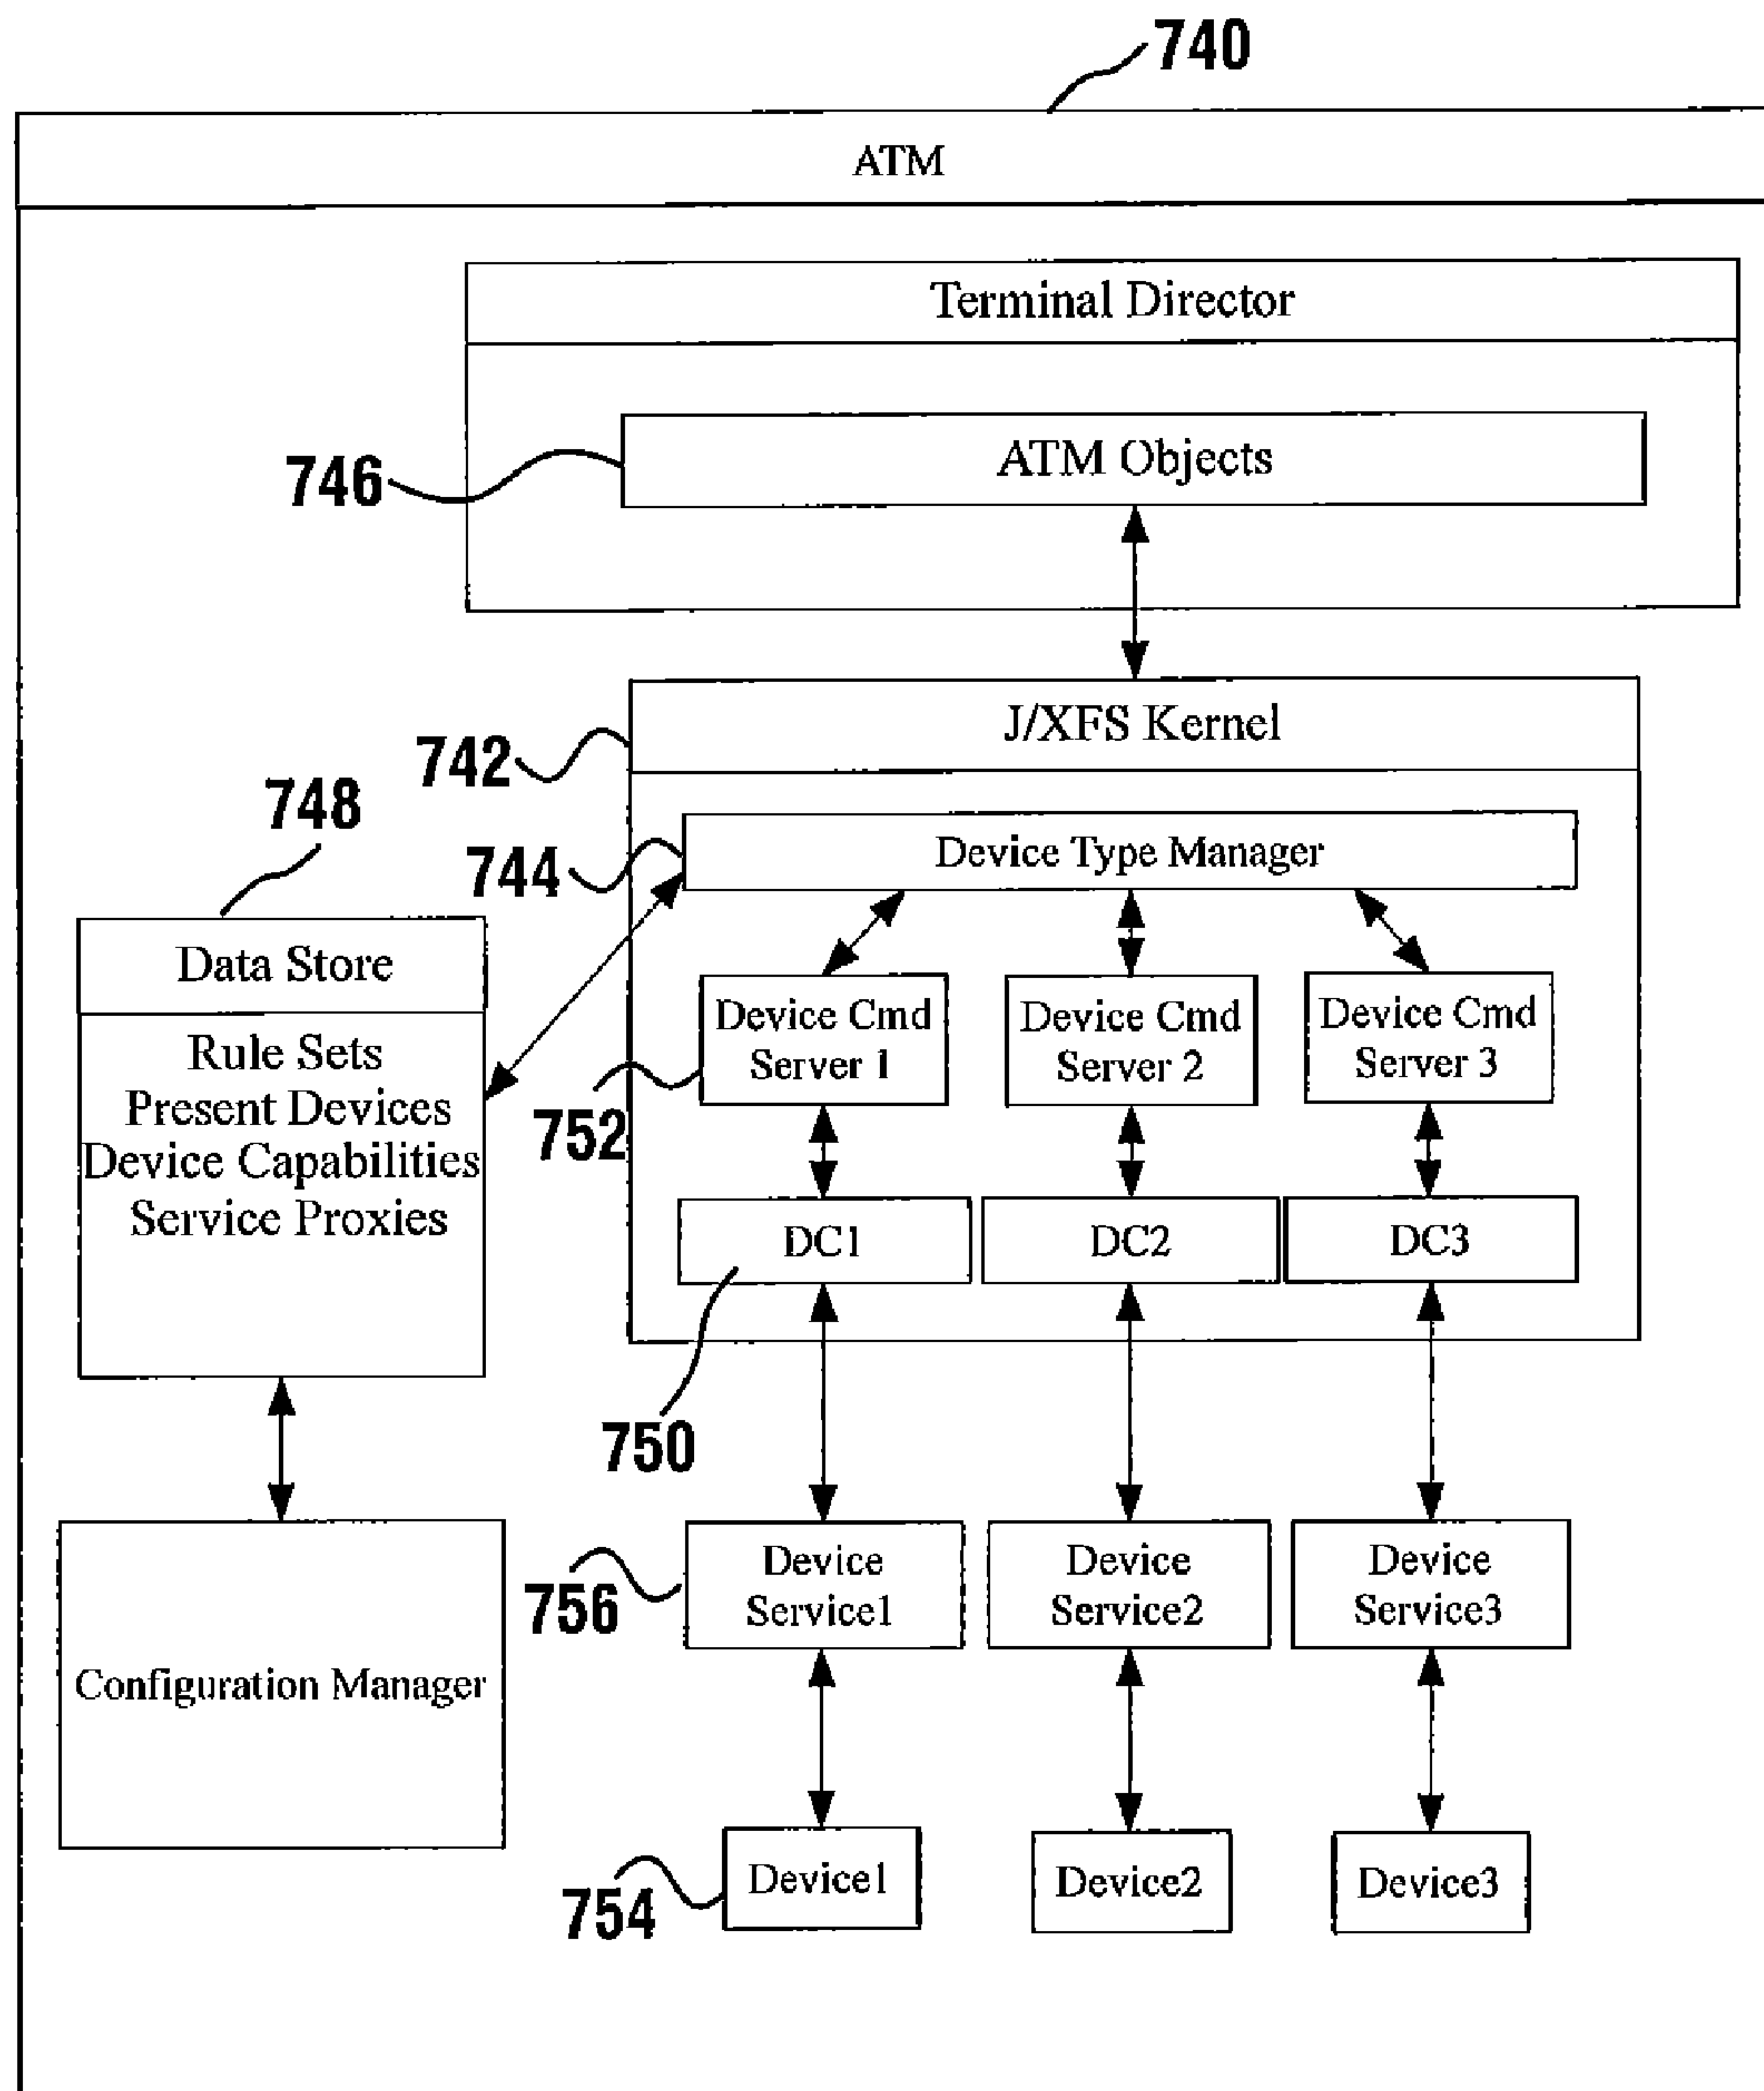 740
ATM
Terminal Director
746
ATM Objects
742
J/XFS Kernel
748
744
Device Type Manager
Data Store
Rule Sets
Present Devices
Device Capabilities
Service Proxies
Device Cmd
Server 1
Device Cmd
Server 2
Device Cmd
Server 3
752
DC1
DC2
DC3
750
756
Device
Service1
Device
Service2
Device
Service3
Configuration Manager
754
Device1
Device2
Device3